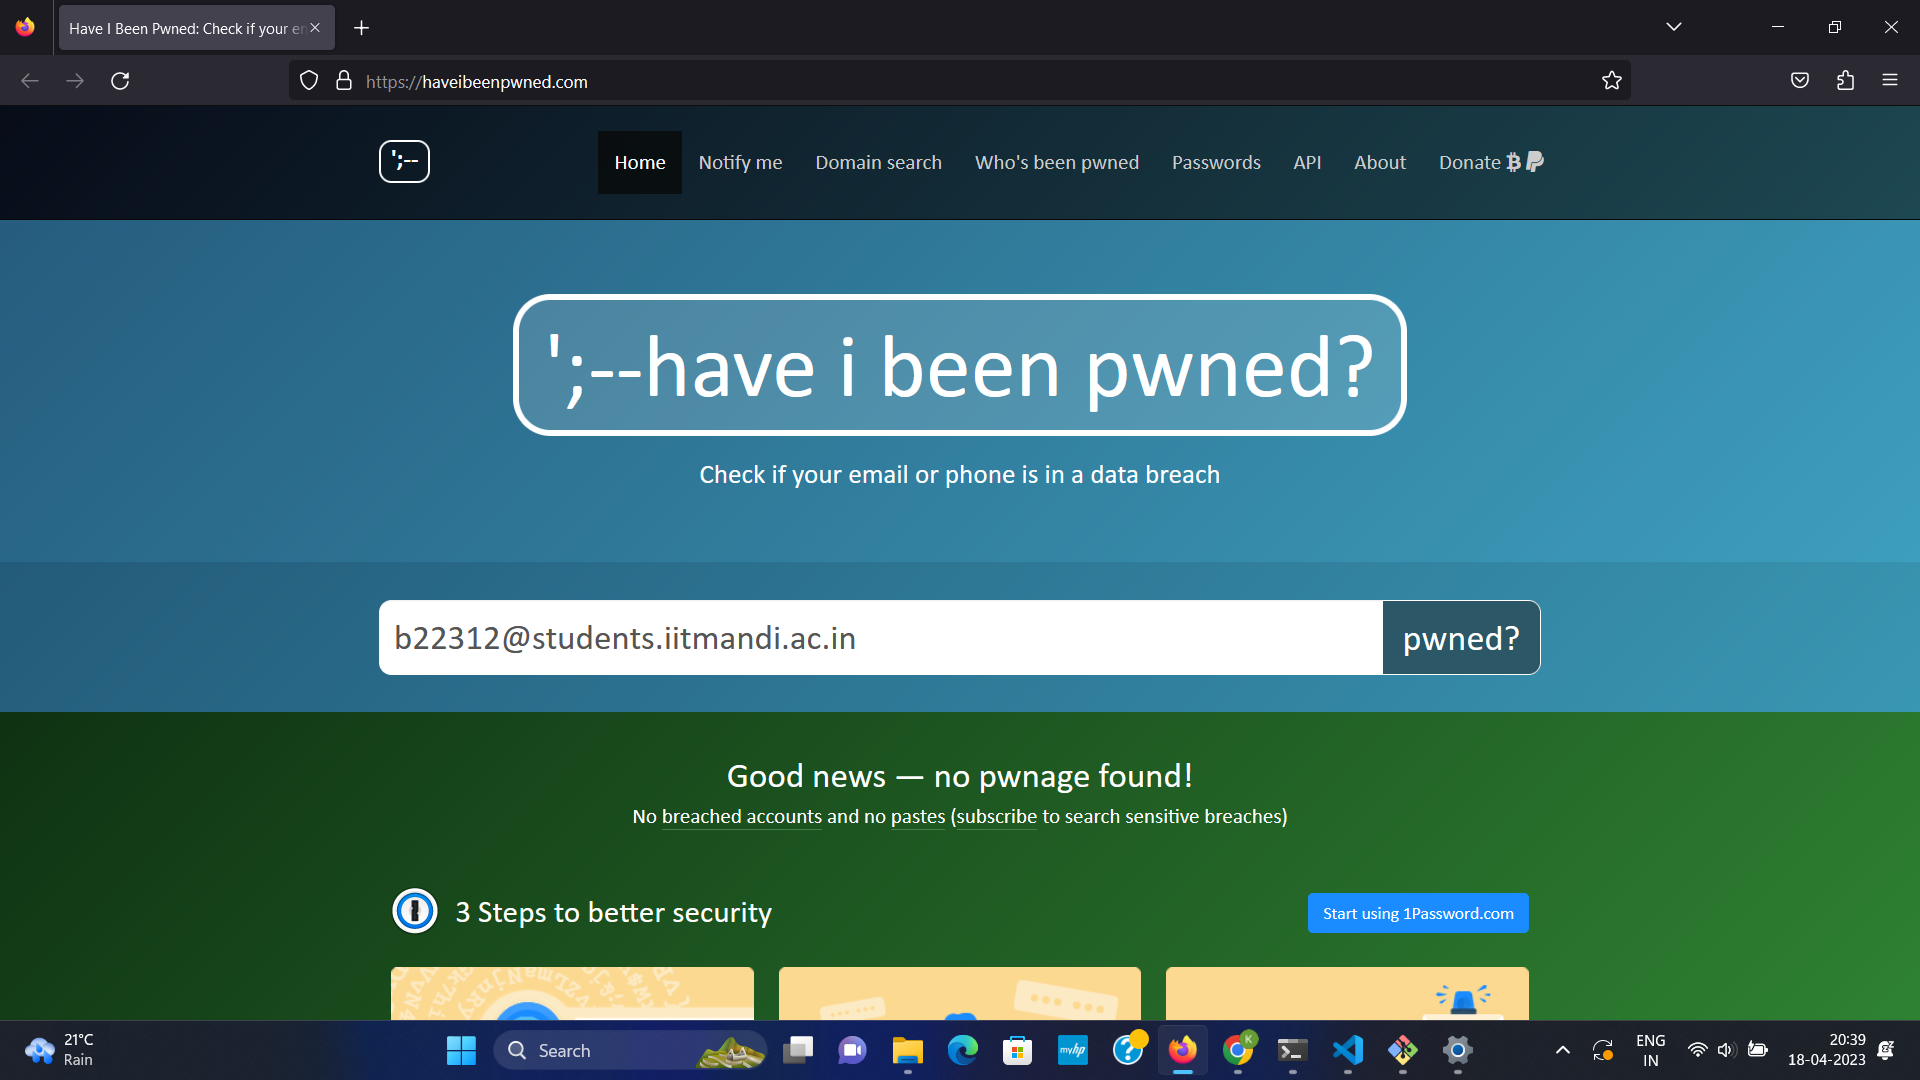 Have I Been Pwned: Check if your em
https://haveibeenpwned.com
';--
Home
Notify me
Domain search
Who's been pwned
Passwords
API
About
Donate
';--have i been pwned?
Check if your email or phone is in a data breach
b22312@students.iitmandi.ac.in
pwned?
Good news — no pwnage found!
No breached accounts and no pastes (subscribe to search sensitive breaches)
3 Steps to better security
Start using 1Password.com
21°C
Rain
Search
myhp
K
ENG
IN
20:39
18-04-2023